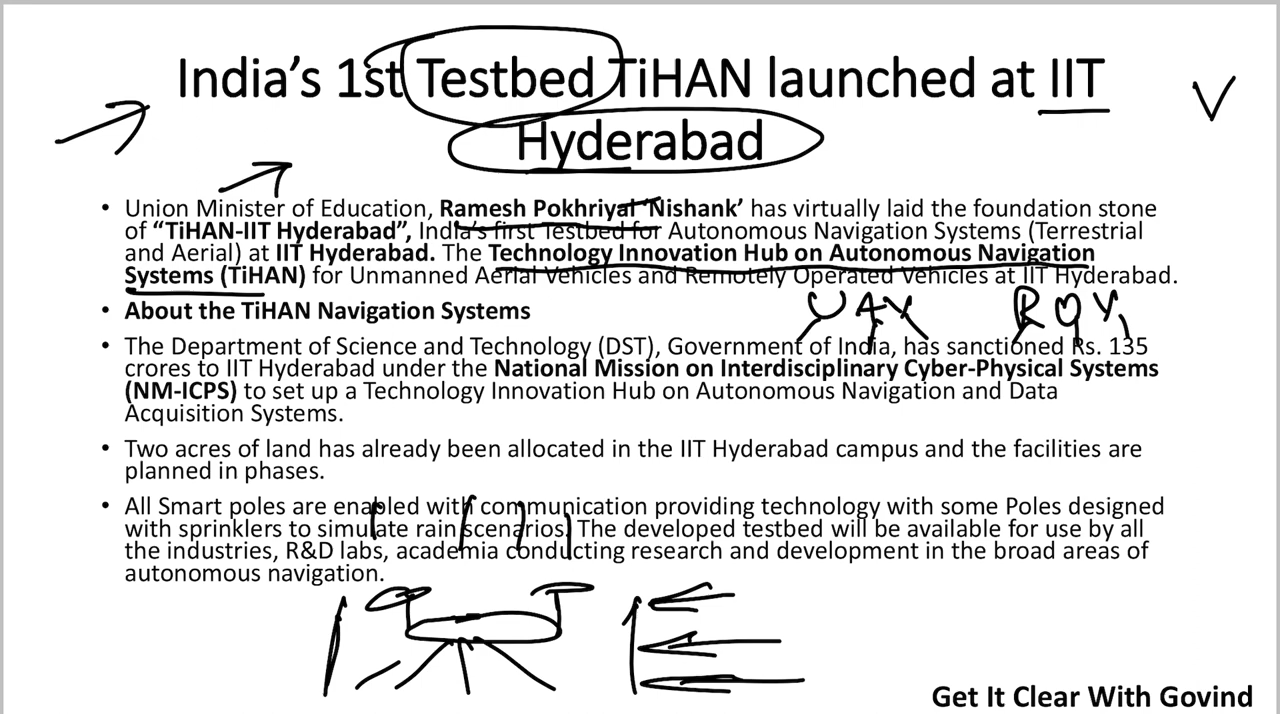 India's 1st Testbed TiHAN launched at IIT
Hyderabad
• Union Minister of Education, Ramesh Pokhriyal 'Nishank' has virtually laid the foundation stone
of "TiHAN-IIT Hyderabad", India's first Testbed for Autonomous Navigation Systems (Terrestrial
and Aerial) at IIT Hyderabad. The Technology Innovation Hub on Autonomous Navigation
Systems (TiHAN) for Unmanned Aerial Vehicles and Remotely Operated Vehicles at IIT Hyderabad.
UAV ROV
• About the TiHAN Navigation Systems
• The Department of Science and Technology (DST), Government of India, has sanctioned Rs. 135
crores to IIT Hyderabad under the National Mission on Interdisciplinary Cyber-Physical Systems
(NM-ICPS) to set up a Technology Innovation Hub on Autonomous Navigation and Data
Acquisition Systems.
• Two acres of land has already been allocated in the IIT Hyderabad campus and the facilities are
planned in phases.
• All Smart poles are enabled with communication providing technology with some Poles designed
with sprinklers to simulate rain scenarios. The developed testbed will be available for use by all
the industries, R&D labs, academia conducting research and development in the broad areas of
autonomous navigation.
Get It Clear With Govind